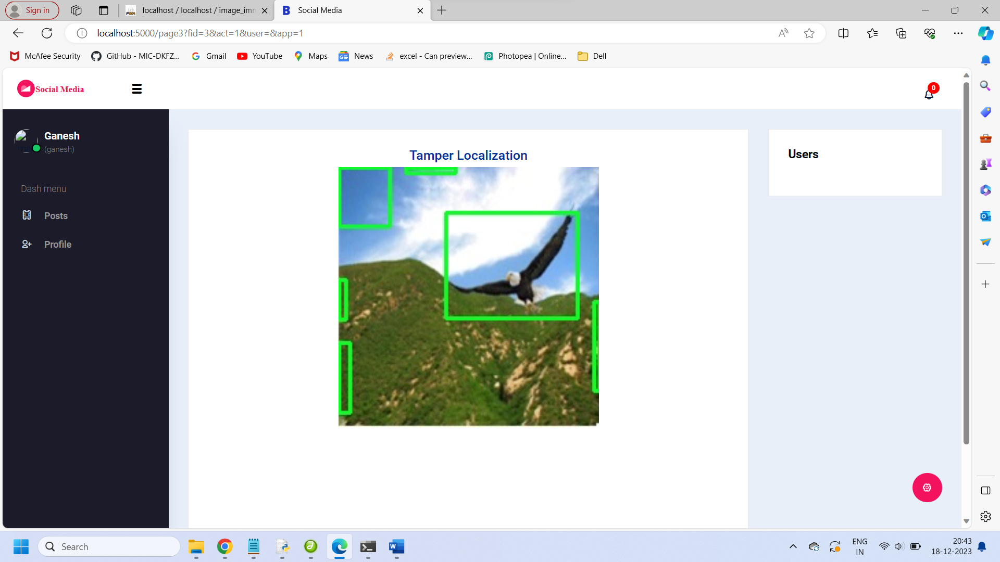 Sign in
localhost / localhost / image_imm
Social Media
localhost:5000/page3?fid=3&act=1&user=&app=1
McAfee Security
GitHub - MIC-DKFZ...
Gmail
YouTube
Maps
News
excel - Can preview...
Photopea | Online...
Dell
Social Media
0
Ganesh
(ganesh)
Dash menu
Posts
Profile
Tamper Localization
Users
Search
ENG
IN
20:43
18-12-2023